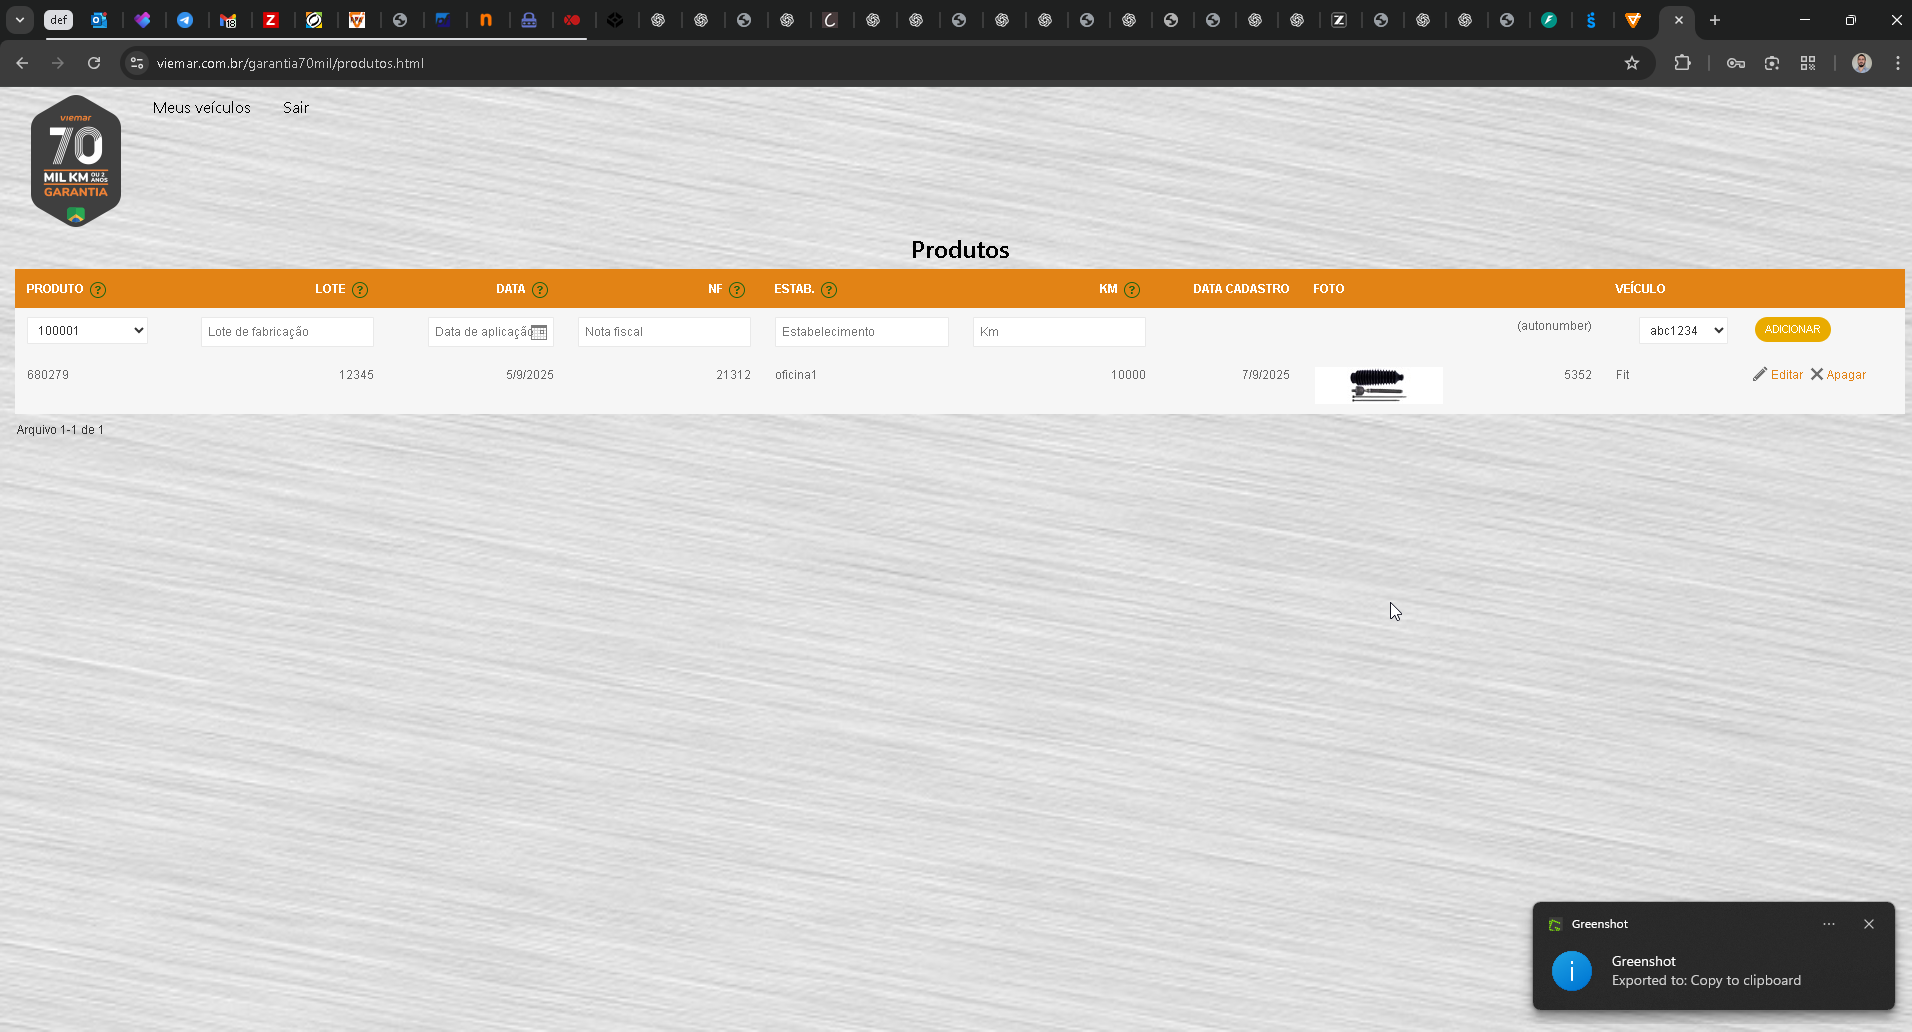 def
18
viemar.com.br/garantia70mil/produtos.html
Meus veículos
Sair
viemar
70
MIL KM OU 2 ANOS
GARANTIA
Produtos
PRODUTO ? LOTE ? DATA ? NF ? ESTAB. ? KM ? DATA CADASTRO FOTO VEÍCULO
100001 Lote de fabricação Data de aplicação Nota fiscal Estabelecimento Km (autonumber) abc1234 ADICIONAR
680279 12345 5/9/2025 21312 oficina1 10000 7/9/2025 5352 Fit Editar Apagar
Arquivo 1-1 de 1
Greenshot
Greenshot
Exported to: Copy to clipboard